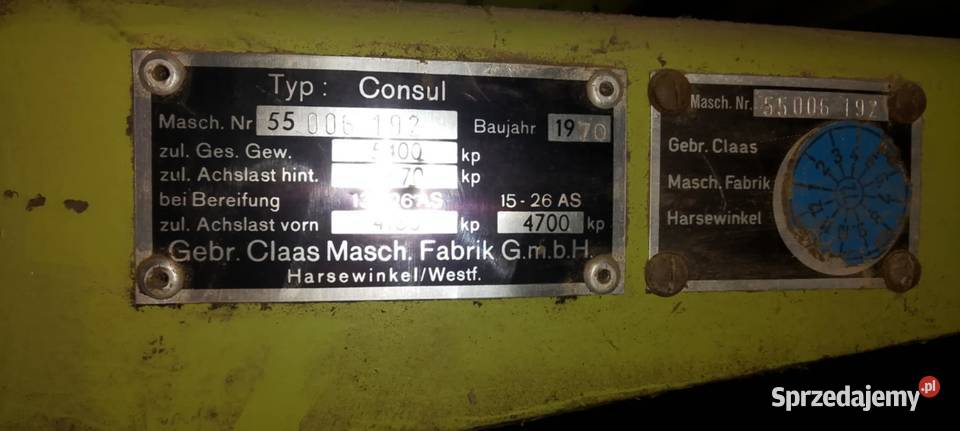 Typ: Consul
Masch. Nr 55 006 192 Baujahr 1970
zul. Ges. Gew. 5400 kp
zul. Achslast hint. kp
bei Bereifung 15-26 AS
zul. Achslast vorn kp 4700 kp
Gebr. Claas Masch. Fabrik G.m.b.H.
Harsewinkel/Westf.
Masch. Nr. 55006 192
Gebr. Claas
Masch. Fabrik
Harsewinkel
Sprzedajemy.pl